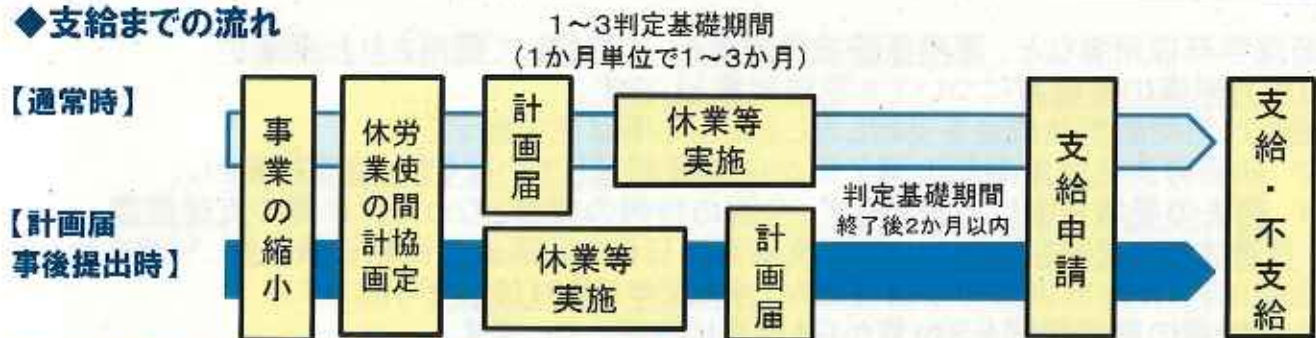 ◆支給までの流れ
1～3判定基礎期間
(1か月単位で1～3か月)
【通常時】
事業の縮小
労使間協定
休業の計画
計画届
休業等
実施
支給申請
支給・不支給
【計画届
事後提出時】
休業等
実施
計画届
判定基礎期間
終了後2か月以内